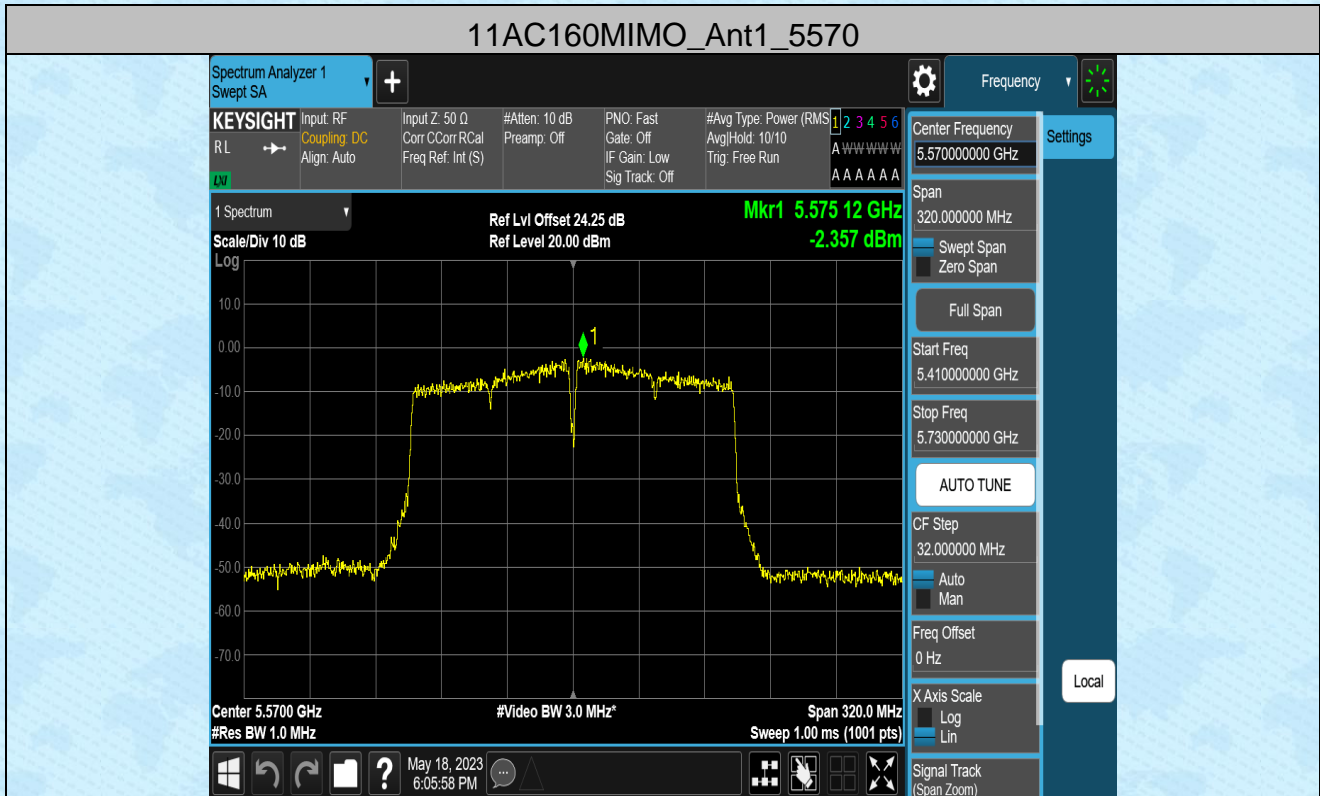 11AC160MIMO_Ant1_5570
Spectrum Analyzer 1
Swept SA
+
Frequency
KEYSIGHT
RL
LXI
Input: RF
Coupling: DC
Align: Auto
Input Z: 50 Ω
Corr CCorr RCal
Freq Ref: Int (S)
#Atten: 10 dB
Preamp: Off
PNO: Fast
Gate: Off
IF Gain: Low
Sig Track: Off
#Avg Type: Power (RMS
Avg|Hold: 10/10
Trig: Free Run
1 2 3 4 5 6
A W W W W W
A A A A A A
1 Spectrum
Scale/Div 10 dB
Log
Ref Lvl Offset 24.25 dB
Ref Level 20.00 dBm
Mkr1 5.575 12 GHz
-2.357 dBm
1
10.0
0.00
-10.0
-20.0
-30.0
-40.0
-50.0
-60.0
-70.0
Center 5.5700 GHz
#Res BW 1.0 MHz
#Video BW 3.0 MHz*
Span 320.0 MHz
Sweep 1.00 ms (1001 pts)
?
May 18, 2023
6:05:58 PM
Center Frequency
5.570000000 GHz
Settings
Span
320.000000 MHz
Swept Span
Zero Span
Full Span
Start Freq
5.410000000 GHz
Stop Freq
5.730000000 GHz
AUTO TUNE
CF Step
32.000000 MHz
Auto
Man
Freq Offset
0 Hz
X Axis Scale
Log
Lin
Local
Signal Track
(Span Zoom)